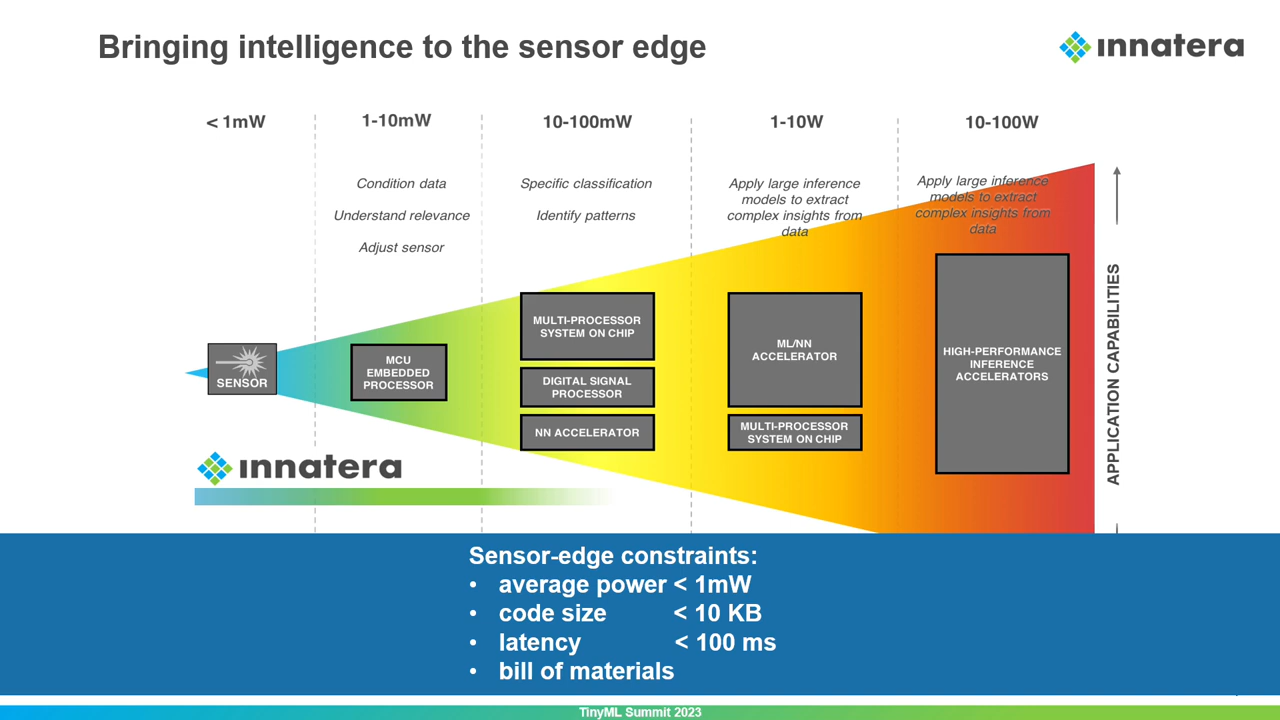 Bringing intelligence to the sensor edge
ınnatera
< 1mW
1-10mW
10-100mW
1-10W
10-100W
Condition data
Understand relevance
Adjust sensor
Specific classification
Identify patterns
Apply large inference
models to extract
complex insights from
data
Apply large inference
models to extract
complex insights from
data
SENSOR
MCU
EMBEDDED
PROCESSOR
MULTI-PROCESSOR
SYSTEM ON CHIP
DIGITAL SIGNAL
PROCESSOR
NN ACCELERATOR
ML/NN
ACCELERATOR
MULTI-PROCESSOR
SYSTEM ON CHIP
HIGH-PERFORMANCE
INFERENCE
ACCELERATORS
APPLICATION CAPABILITIES
ınnatera
Sensor-edge constraints:
• average power < 1mW
• code size < 10 KB
• latency < 100 ms
• bill of materials
TinyML Summit 2023